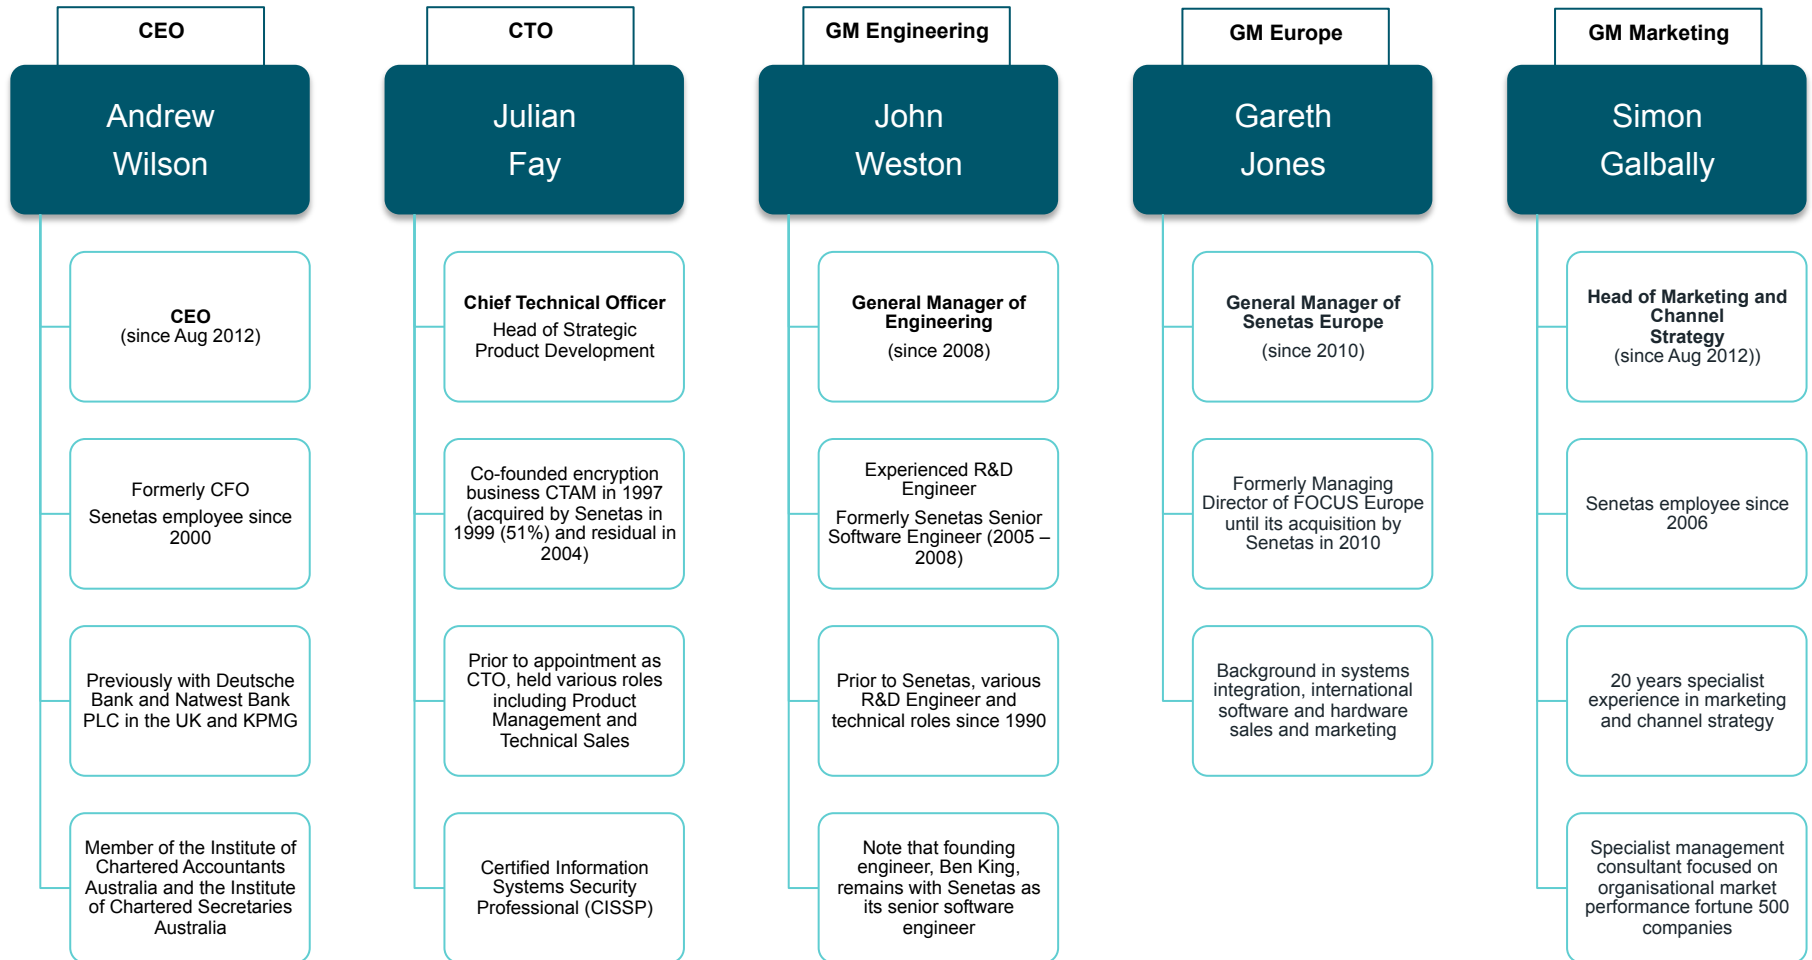 CEO
Andrew
Wilson
CEO
(since Aug 2012)
Formerly CFO
Senetas employee since
2000
Previously with Deutsche
Bank and Natwest Bank
PLC in the UK and KPMG
Member of the Institute of
Chartered Accountants
Australia and the Institute
of Chartered Secretaries
Australia
CTO
Julian
Fay
Chief Technical Officer
Head of Strategic
Product Development
Co-founded encryption
business CTAM in 1997
(acquired by Senetas in
1999 (51%) and residual in
2004)
Prior to appointment as
CTO, held various roles
including Product
Management and
Technical Sales
Certified Information
Systems Security
Professional (CISSP)
GM Engineering
John
Weston
General Manager of
Engineering
(since 2008)
Experienced R&D
Engineer
Formerly Senetas Senior
Software Engineer (2005 –
2008)
Prior to Senetas, various
R&D Engineer and
technical roles since 1990
Note that founding
engineer, Ben King,
remains with Senetas as
its senior software
engineer
GM Europe
Gareth
Jones
General Manager of
Senetas Europe
(since 2010)
Formerly Managing
Director of FOCUS Europe
until its acquisition by
Senetas in 2010
Background in systems
integration, international
software and hardware
sales and marketing
GM Marketing
Simon
Galbally
Head of Marketing and
Channel
Strategy
(since Aug 2012))
Senetas employee since
2006
20 years specialist
experience in marketing
and channel strategy
Specialist management
consultant focused on
organisational market
performance fortune 500
companies